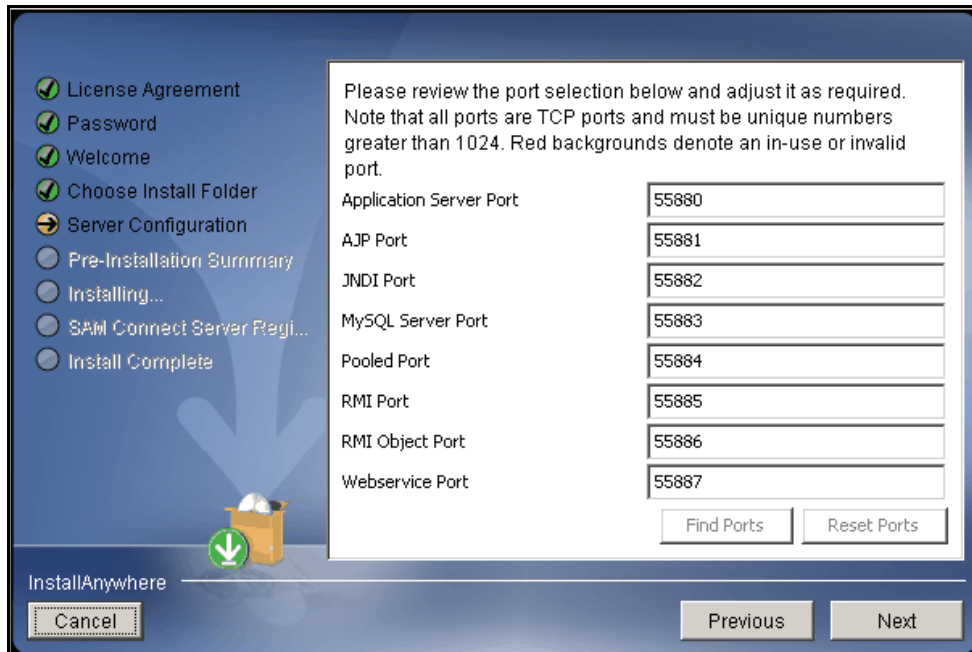 License Agreement
Password
Welcome
Choose Install Folder
Server Configuration
Pre-Installation Summary
Installing...
SAM Connect Server Regi...
Install Complete
Please review the port selection below and adjust it as required.
Note that all ports are TCP ports and must be unique numbers
greater than 1024. Red backgrounds denote an in-use or invalid
port.
Application Server Port 55880
AJP Port 55881
JNDI Port 55882
MySQL Server Port 55883
Pooled Port 55884
RMI Port 55885
RMI Object Port 55886
Webservice Port 55887
Find Ports Reset Ports
InstallAnywhere
Cancel Previous Next